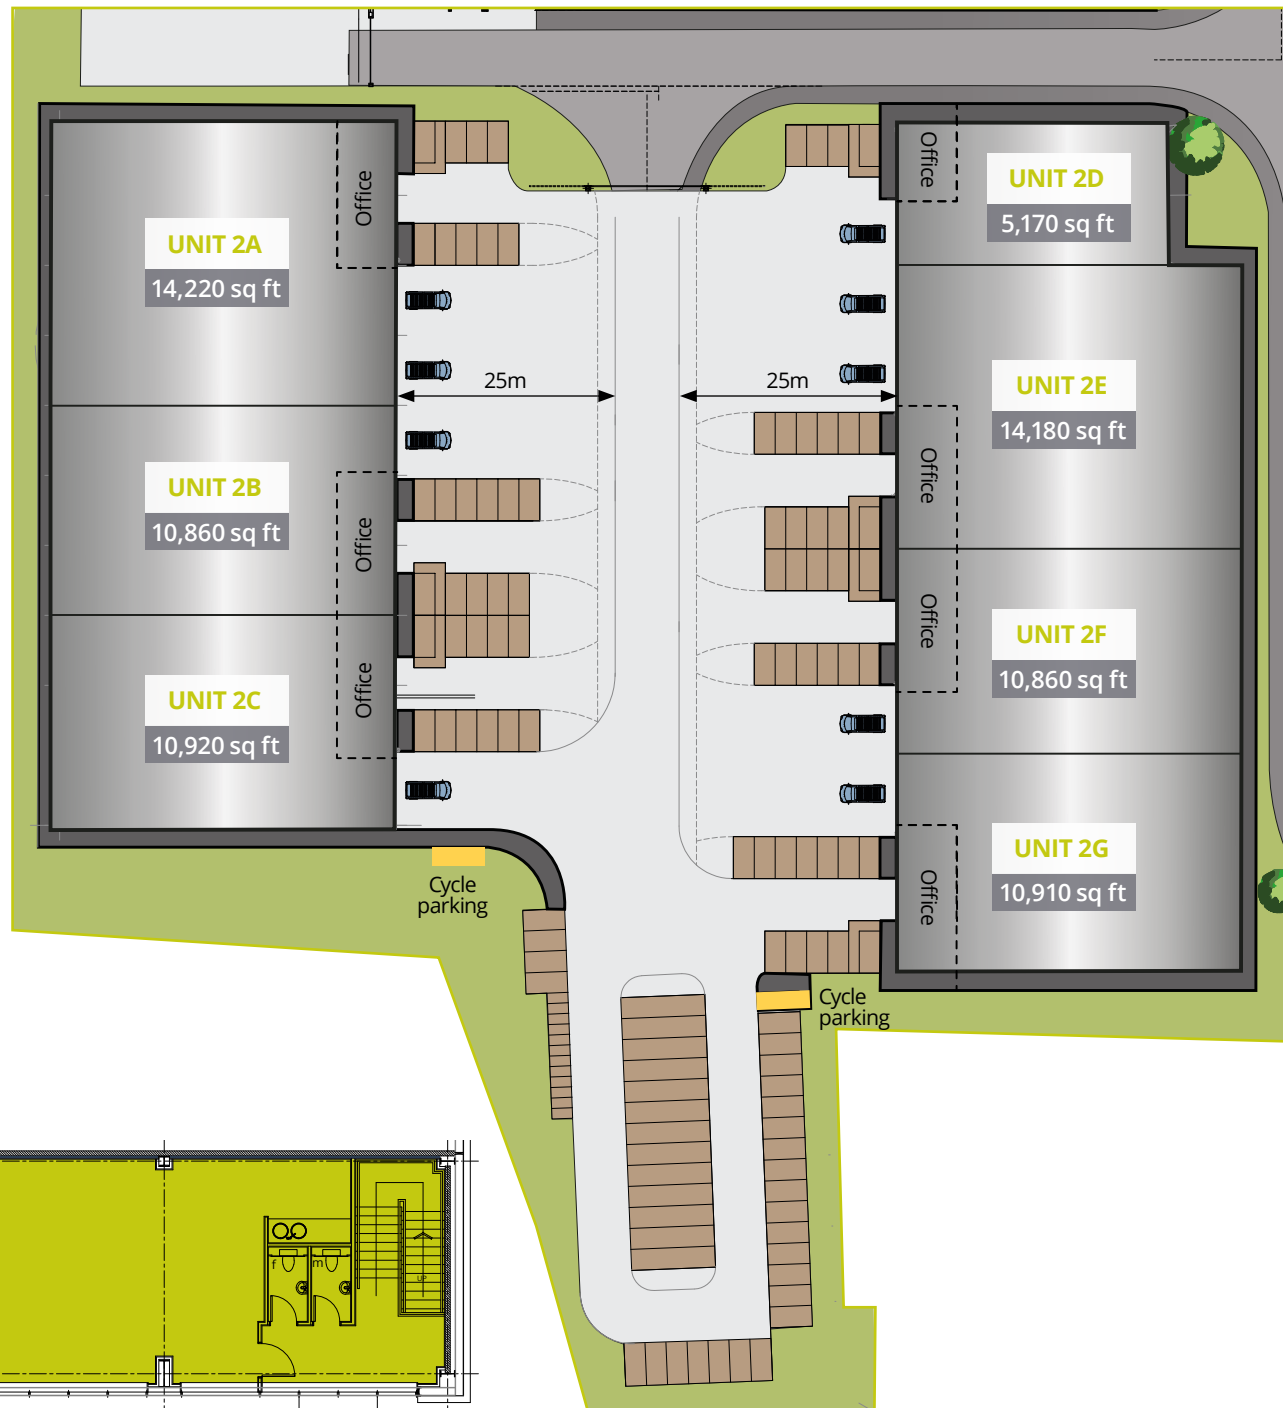 UNIT 2A
14,220 sq ft
Office
UNIT 2B
10,860 sq ft
Office
UNIT 2C
10,920 sq ft
Office
25m
25m
Office
UNIT 2D
5,170 sq ft
UNIT 2E
14,180 sq ft
Office
UNIT 2F
10,860 sq ft
Office
UNIT 2G
10,910 sq ft
Office
Cycle
parking
Cycle
parking
f
m
UP